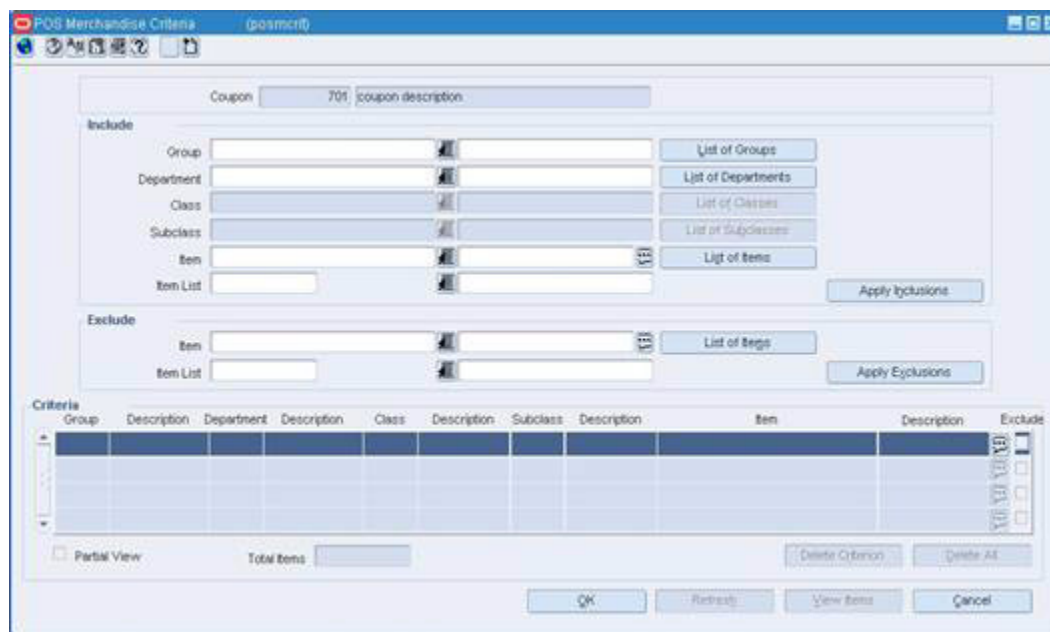 POS Merchandise Criteria (posmcrit)
Coupon 701 coupon description
Include
Group List of Groups
Department List of Departments
Class List of Classes
Subclass List of Subclasses
Item List of Items
Item List
Apply Inclusions
Exclude
Item List of Items
Item List
Apply Exclusions
Criteria
Group Description Department Description Class Description Subclass Description Item Description Exclude
Partial View Total Items Delete Criterion Delete All
OK Refresh View Items Cancel